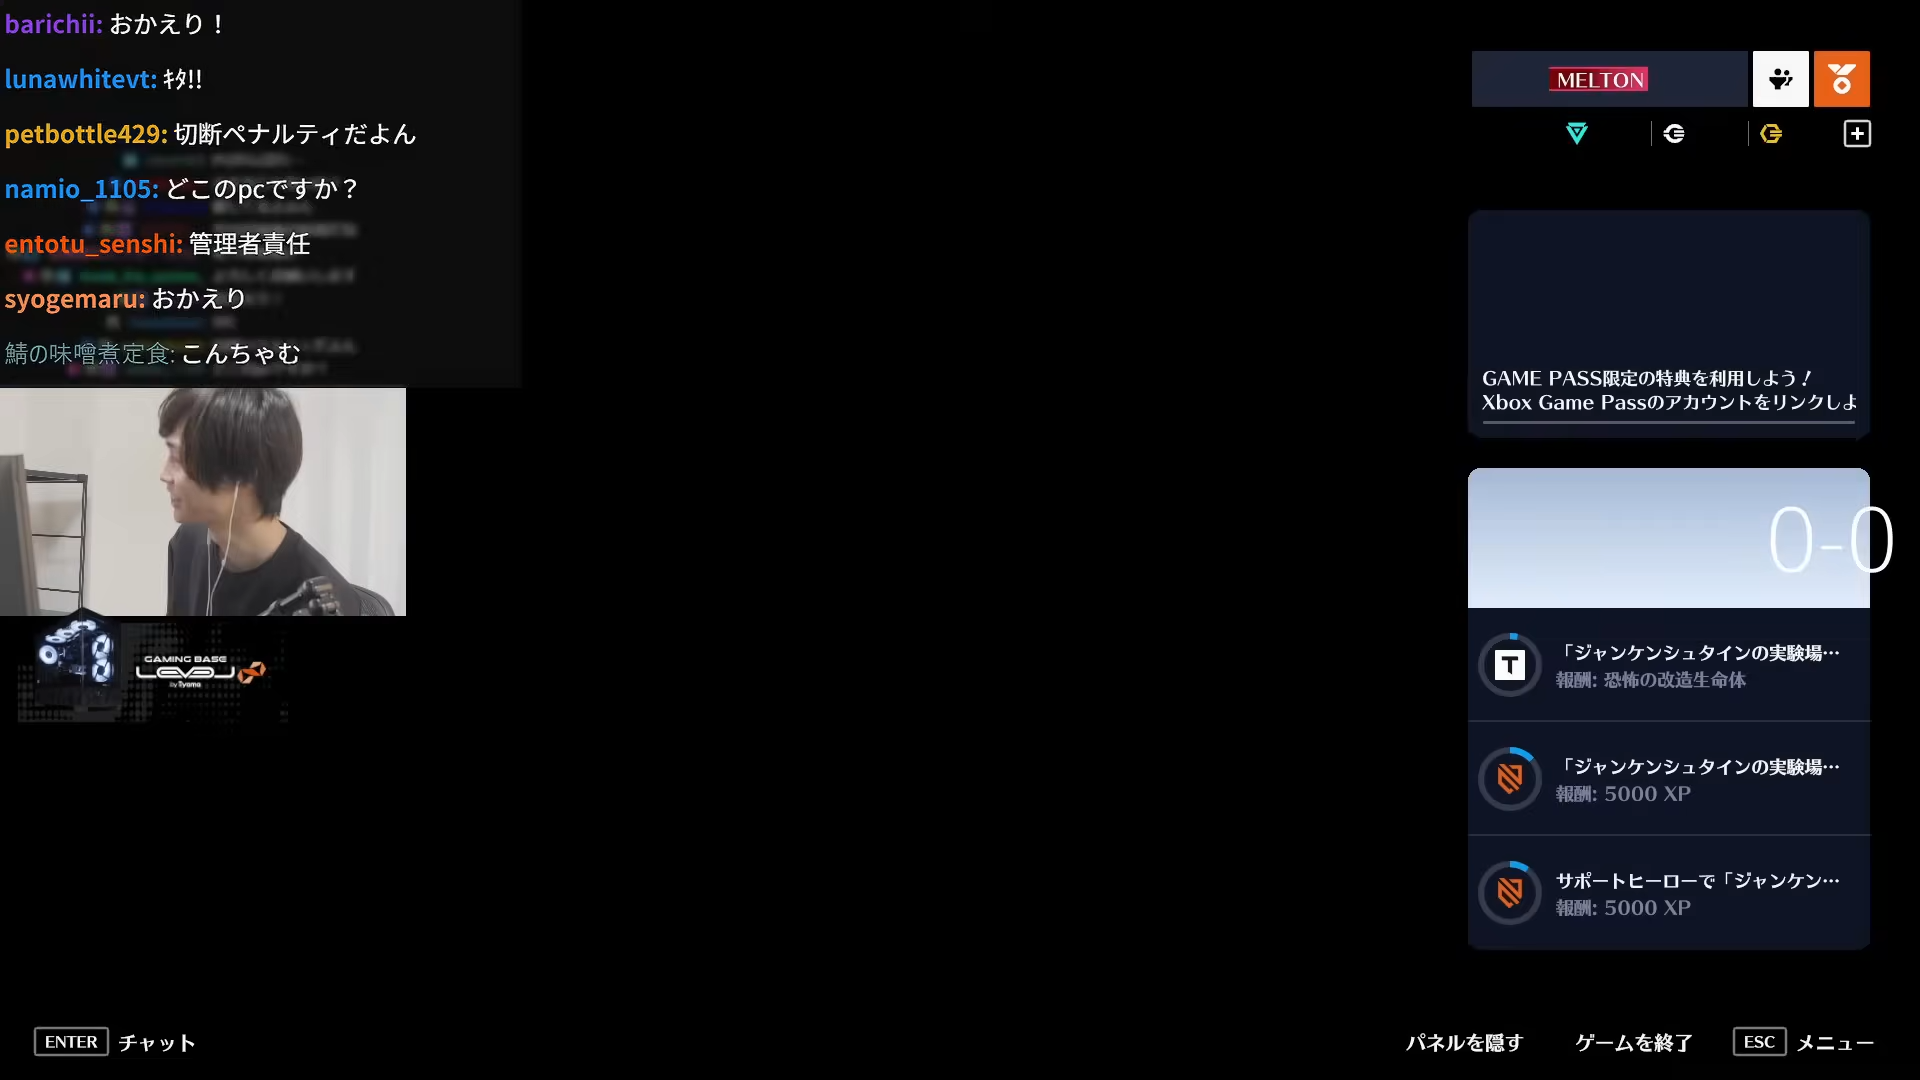 barichii: おかえり！
lunawhitevt: ｷﾀ!!
petbottle429: 切断ペナルティだよん
namio_1105: どこのpcですか？
entotu_senshi: 管理者責任
syogemaru: おかえり
鯖の味噌煮定食: こんちゃむ
GAMING BASE
LEVEL∞
by iiyama
MELTON
GAME PASS限定の特典を利用しよう！
Xbox Game Passのアカウントをリンクしよ
0-0
T
「ジャンケンシュタインの実験場…
報酬: 恐怖の改造生命体
「ジャンケンシュタインの実験場…
報酬: 5000 XP
サポートヒーローで「ジャンケン…
報酬: 5000 XP
ENTER チャット
パネルを隠す ゲームを終了 ESC メニュー